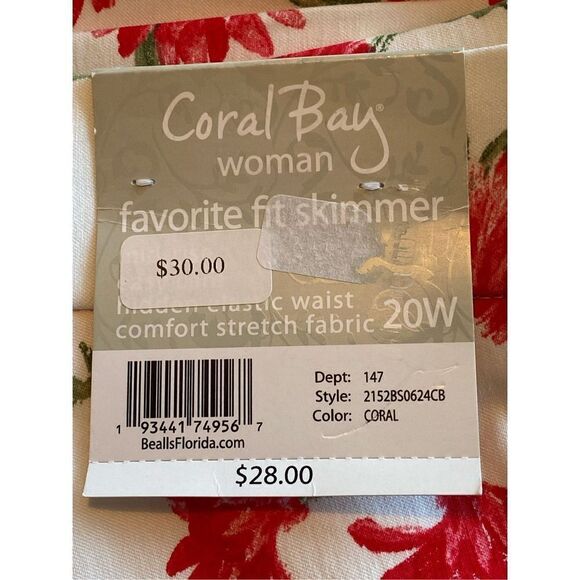 Coral Bay®
woman
favorite fit skimmer
$30.00
hidden elastic waist
comfort stretch fabric 20W
Dept: 147
Style: 2152BS0624CB
Color: CORAL
1 93441 74956 7
BeallsFlorida.com
$28.00